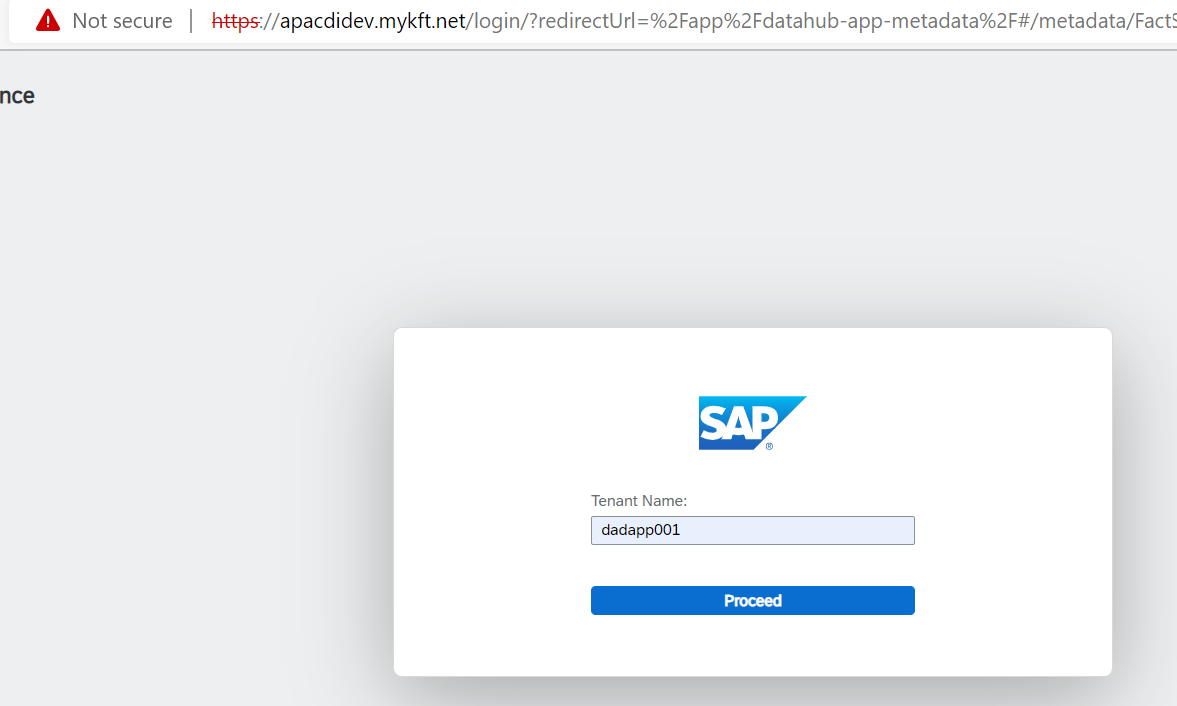 Not secure | https://apacdidev.mykft.net/login/?redirectUrl=%2Fapp%2Fdatahub-app-metadata%2F#/metadata/Fact
nce
SAP®
Tenant Name:
dadapp001
Proceed